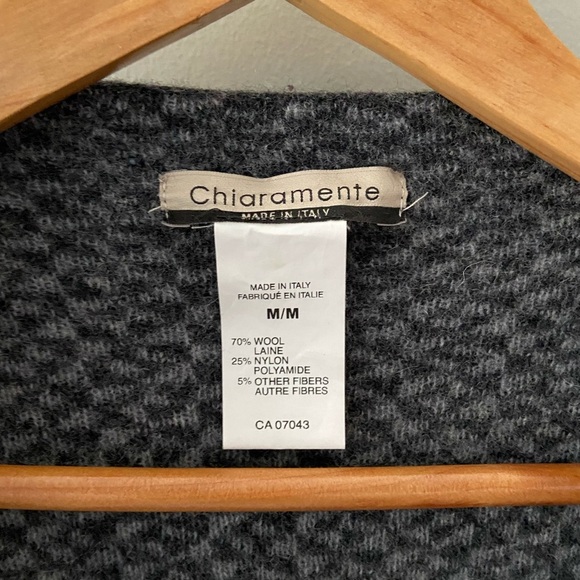 Chiaramente
MADE IN ITALY
MADE IN ITALY
FABRIQUÉ EN ITALIE
M/M
70% WOOL
LAINE
25% NYLON
POLYAMIDE
5% OTHER FIBERS
AUTRE FIBRES
CA 07043